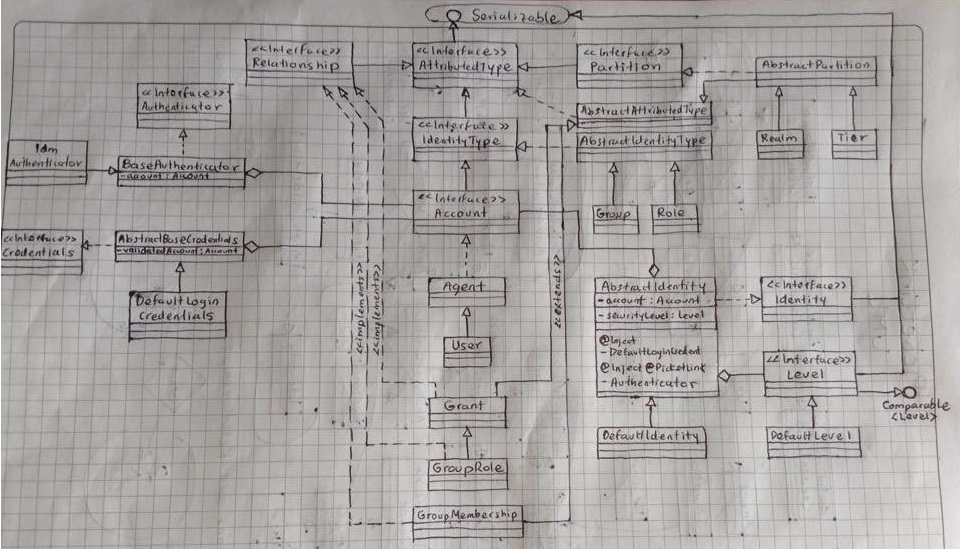 Serializable
<<Interface>>
Relationship
<<Interface>>
AttributedType
<<Interface>>
Partition
AbstractPartition
<<Interface>>
Authenticator
AbstractAttributedType
<<Interface>>
IdentityType
AbstractIdentityType
Realm
Tier
Idm
Authenticator
BaseAuthenticator
-account: Account
<<Interface>>
Account
Group
Role
<<Interface>>
Credentials
AbstractBaseCredentials
-validatedAccount: Account
DefaultLogin
Credentials
Agent
User
<<implements>>
<<implements>>
<<extends>>
AbstractIdentity
-account: Account
-securityLevel: Level
@Inject
-DefaultLoginCredent
@Inject @PicketLink
-Authenticator
<<Interface>>
Identity
<<Interface>>
Level
Comparable
<Level>
Grant
DefaultIdentity
DefaultLevel
GroupRole
GroupMembership